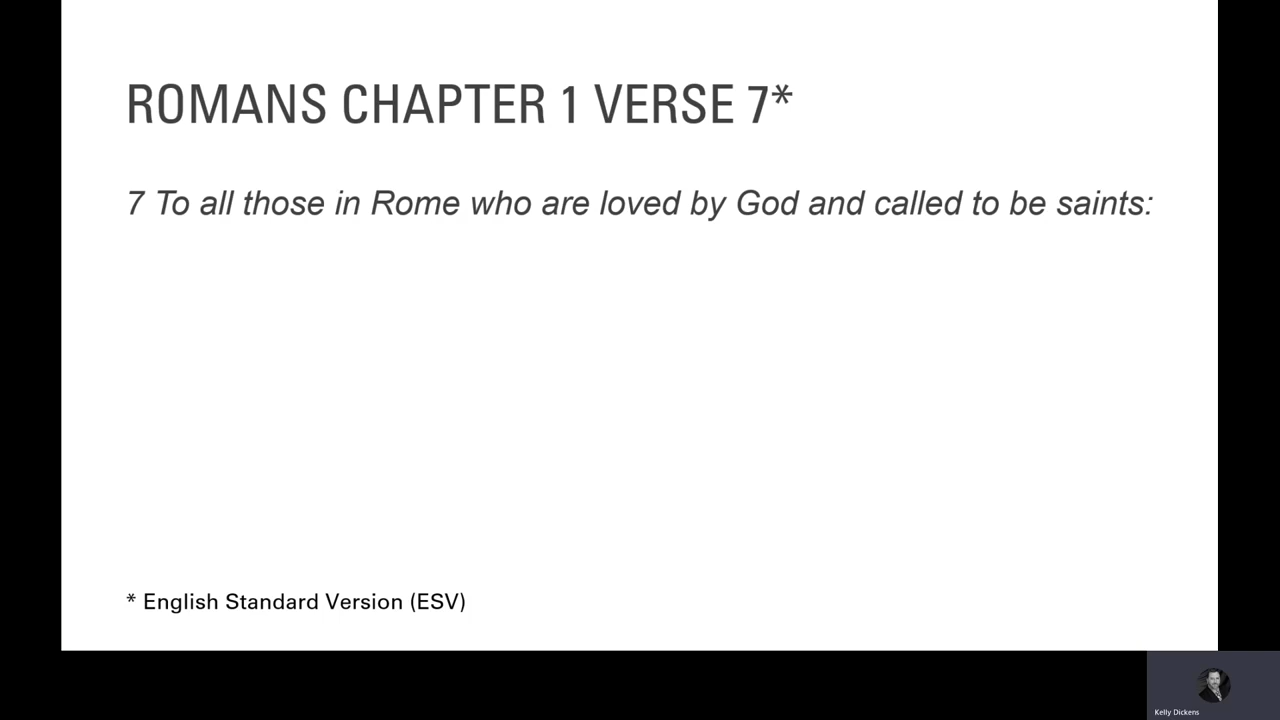 ROMANS CHAPTER 1 VERSE 7*
7 To all those in Rome who are loved by God and called to be saints:
* English Standard Version (ESV)
Kelly Dickens